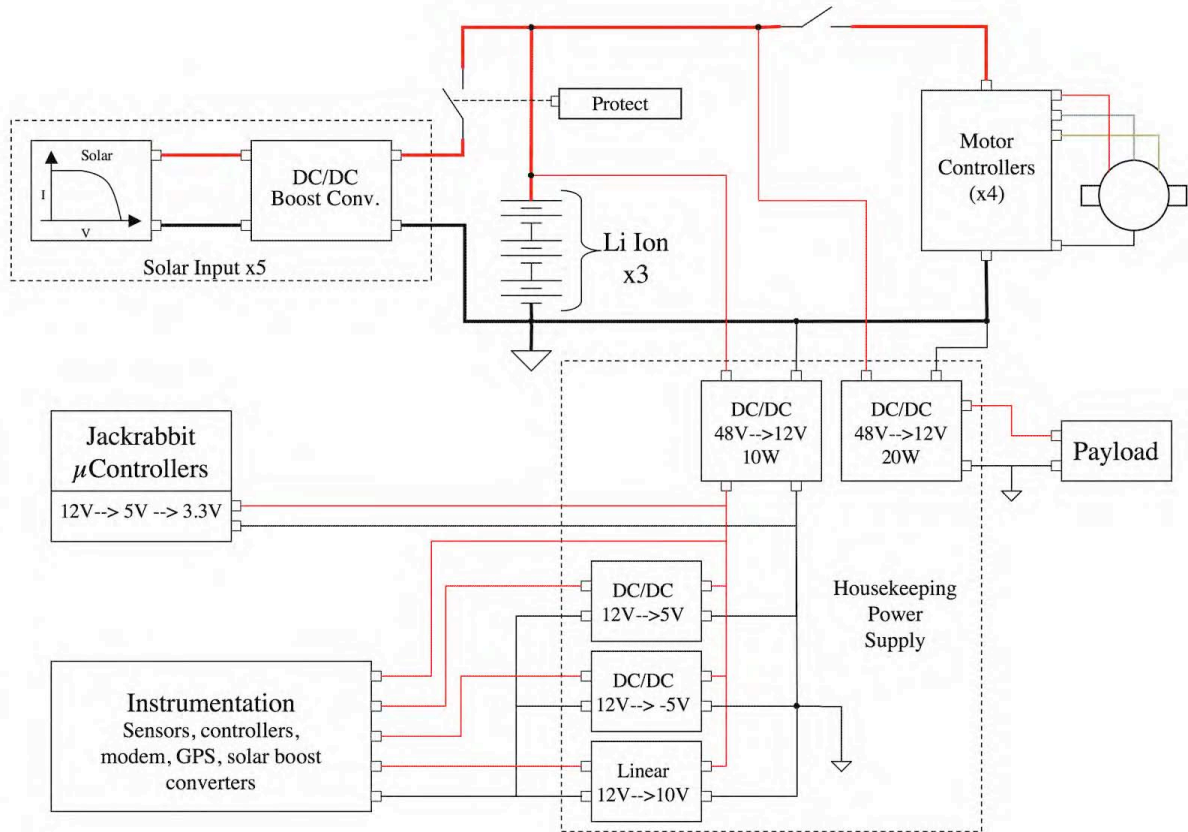 Protect
Solar
I
V
DC/DC
Boost Conv.
Solar Input x5
Li Ion
x3
Motor
Controllers
(x4)
DC/DC
48V-->12V
10W
DC/DC
48V-->12V
20W
Payload
Jackrabbit
µControllers
12V--> 5V --> 3.3V
DC/DC
12V-->5V
Housekeeping
Power
Supply
DC/DC
12V--> -5V
Instrumentation
Sensors, controllers,
modem, GPS, solar boost
converters
Linear
12V-->10V